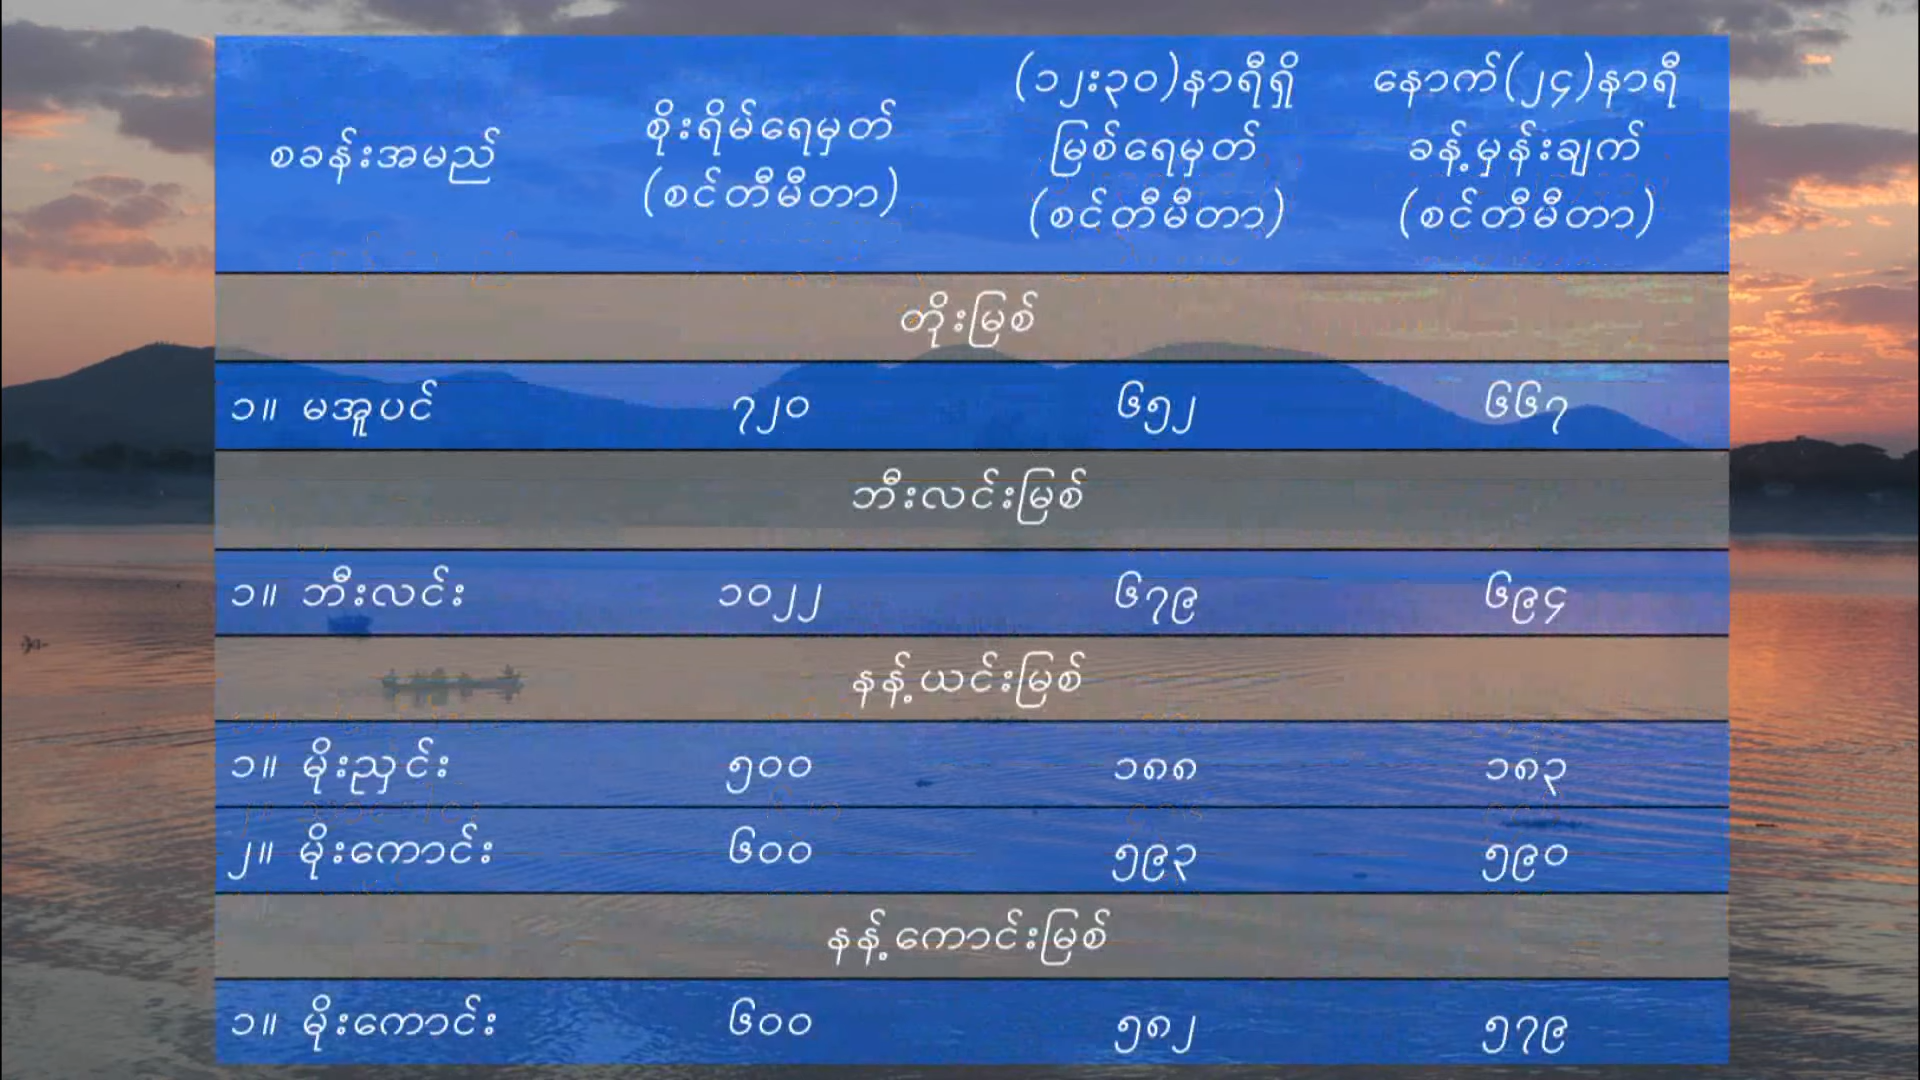 စခန်းအမည်
စိုးရိမ်ရေမှတ်
(စင်တီမီတာ)
(၁၂း၃၀)နာရီရှိ
မြစ်ရေမှတ်
(စင်တီမီတာ)
နောက်(၂၄)နာရီ
ခန့်မှန်းချက်
(စင်တီမီတာ)
တိုးမြစ်
၁။ မအူပင် ၇၂၀ ၆၅၂ ၆၆၇
ဘီးလင်းမြစ်
၁။ ဘီးလင်း ၁၀၂၂ ၆၇၉ ၆၉၄
နန့်ယင်းမြစ်
၁။ မိုးညှင်း ၅၀၀ ၁၈၈ ၁၈၃
၂။ မိုးကောင်း ၆၀၀ ၅၉၃ ၅၉၀
နန့်ကောင်းမြစ်
၁။ မိုးကောင်း ၆၀၀ ၅၈၂ ၅၇၉